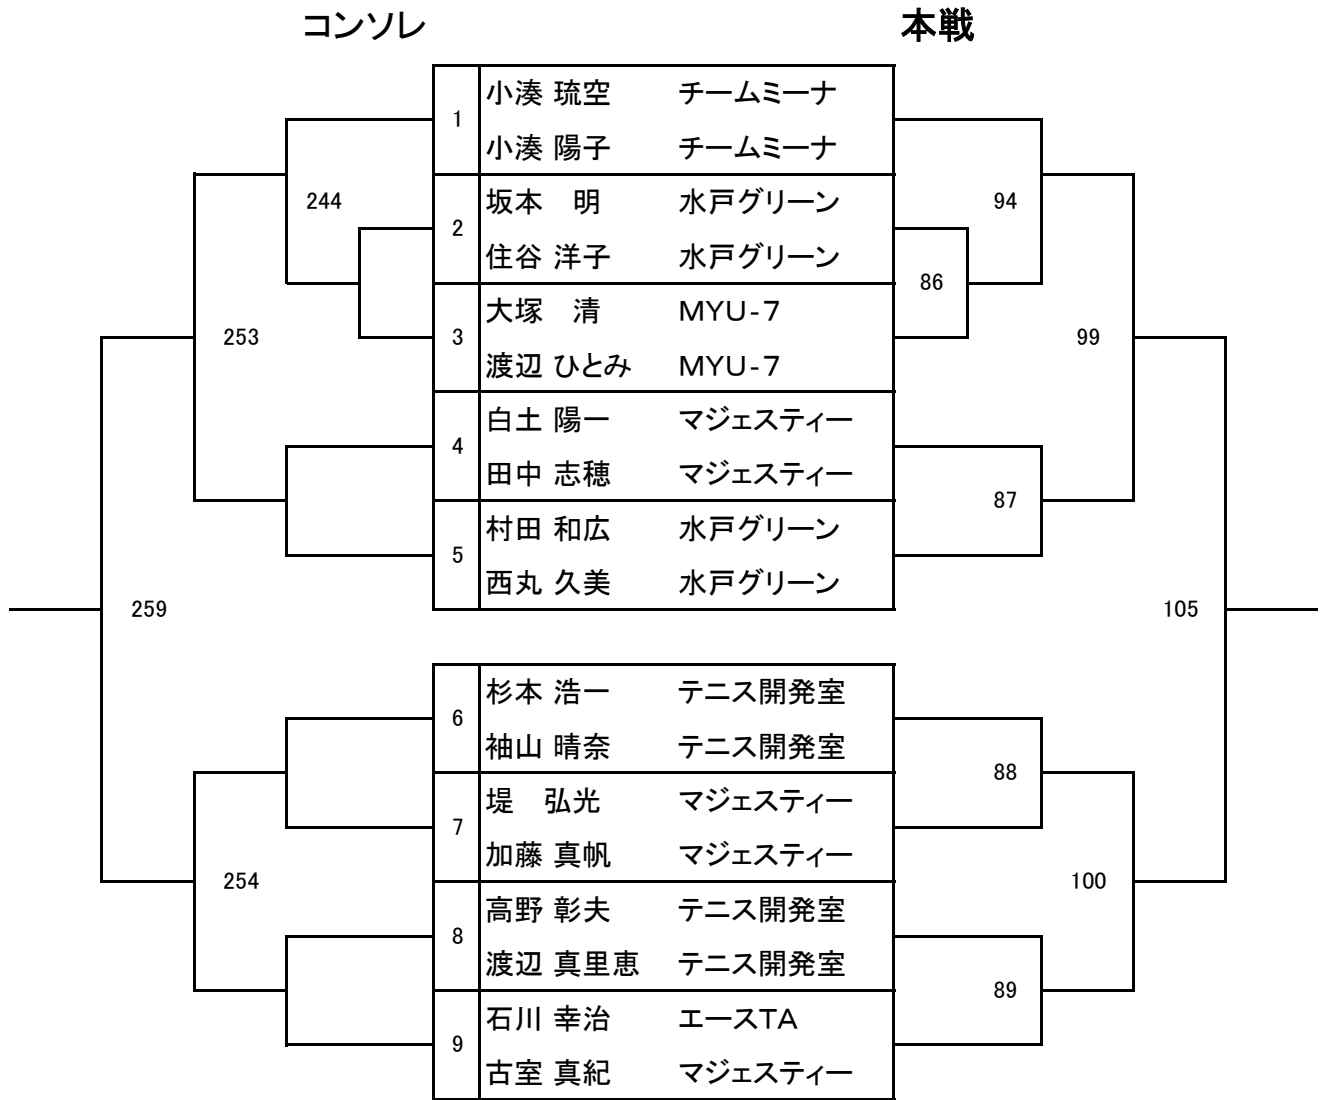 コンソレ 本戦
1 小湊 琉空 チームミーナ
小湊 陽子 チームミーナ
244 94
2 坂本　明 水戸グリーン
住谷 洋子 水戸グリーン
86
3 大塚　清 MYU-7
渡辺 ひとみ MYU-7
253 99
4 白土 陽一 マジェスティー
田中 志穂 マジェスティー
87
5 村田 和広 水戸グリーン
西丸 久美 水戸グリーン
259 105
6 杉本 浩一 テニス開発室
袖山 晴奈 テニス開発室
88
7 堤　弘光 マジェスティー
加藤 真帆 マジェスティー
254 100
8 高野 彰夫 テニス開発室
渡辺 真里恵 テニス開発室
89
9 石川 幸治 エースTA
古室 真紀 マジェスティー